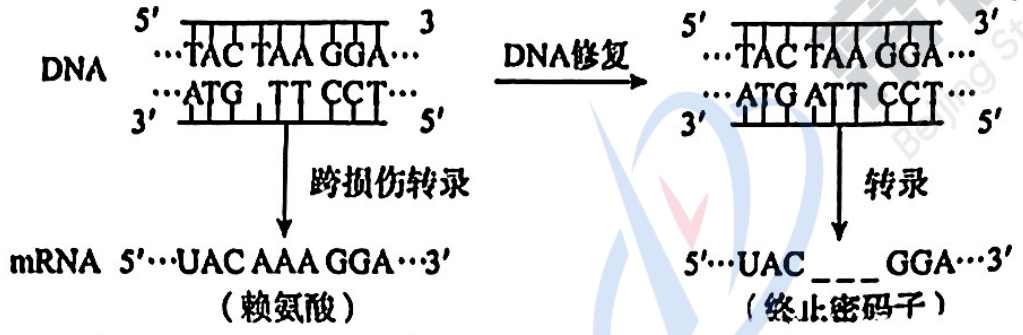 5′ 3 5′ 3′
DNA …TAC TAA GGA… DNA修复 …TAC TAA GGA…
…ATG TT CCT… …ATG ATT CCT…
3′ 5′ 3′ 5′
跨损伤转录 转录
mRNA 5′…UAC AAA GGA…3′ 5′…UAC _ _ _ GGA…3′
(赖氨酸) (终止密码子)
Beijing